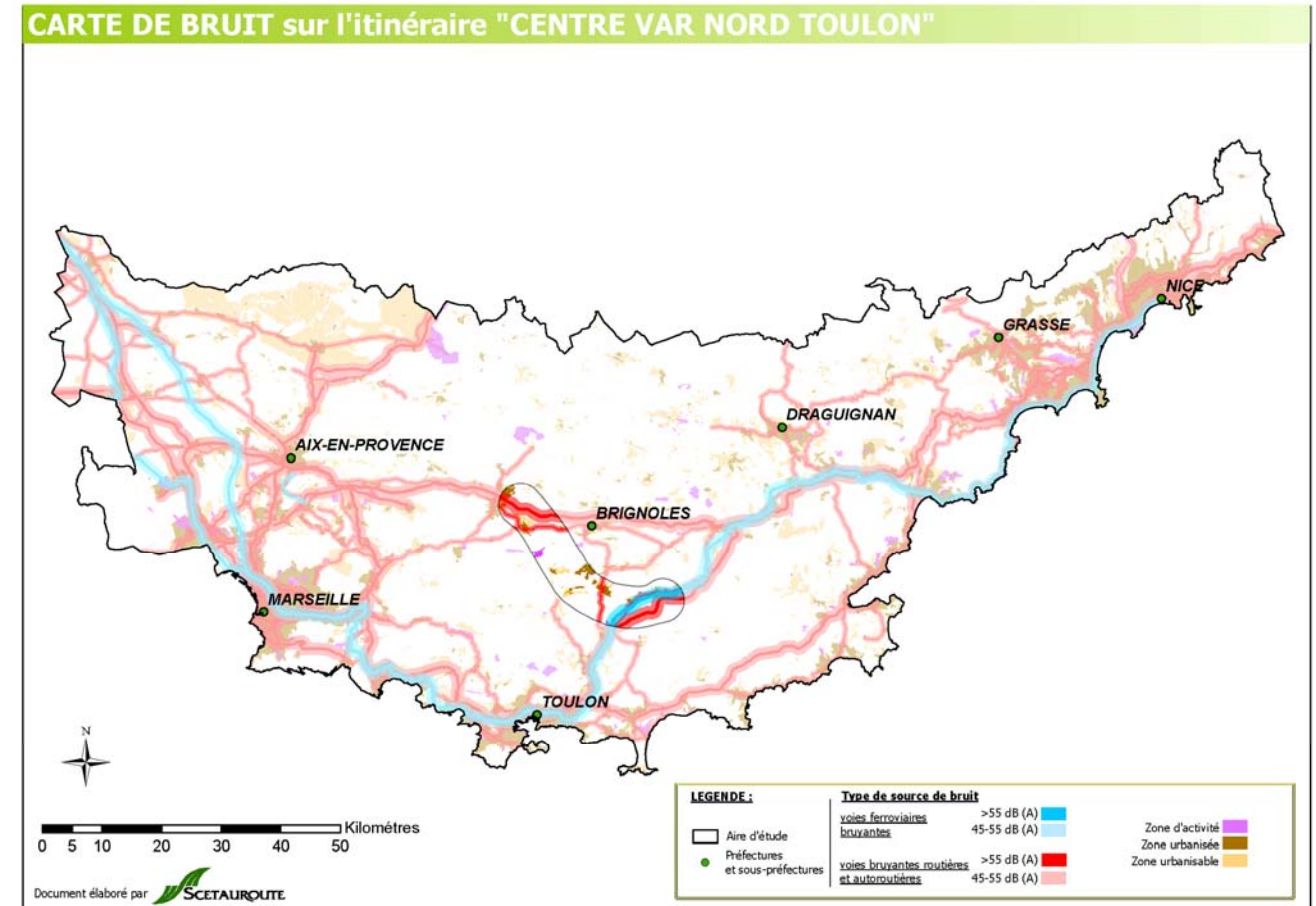 CARTE DE BRUIT sur l'itinéraire "CENTRE VAR NORD TOULON"
NICE
GRASSE
DRAGUIGNAN
AIX-EN-PROVENCE
BRIGNOLES
MARSEILLE
TOULON
N
Kilométres
0 5 10 20 30 40 50
Document élaboré par SCETAUROUTE
LEGENDE :
Aire d'étude
Préfectures
et sous-préfectures
Type de source de bruit
voies ferroviaires >55 dB (A)
bruyantes 45-55 dB (A)
voies bruyantes routières >55 dB (A)
et autoroutières 45-55 dB (A)
Zone d'activité
Zone urbanisée
Zone urbanisable